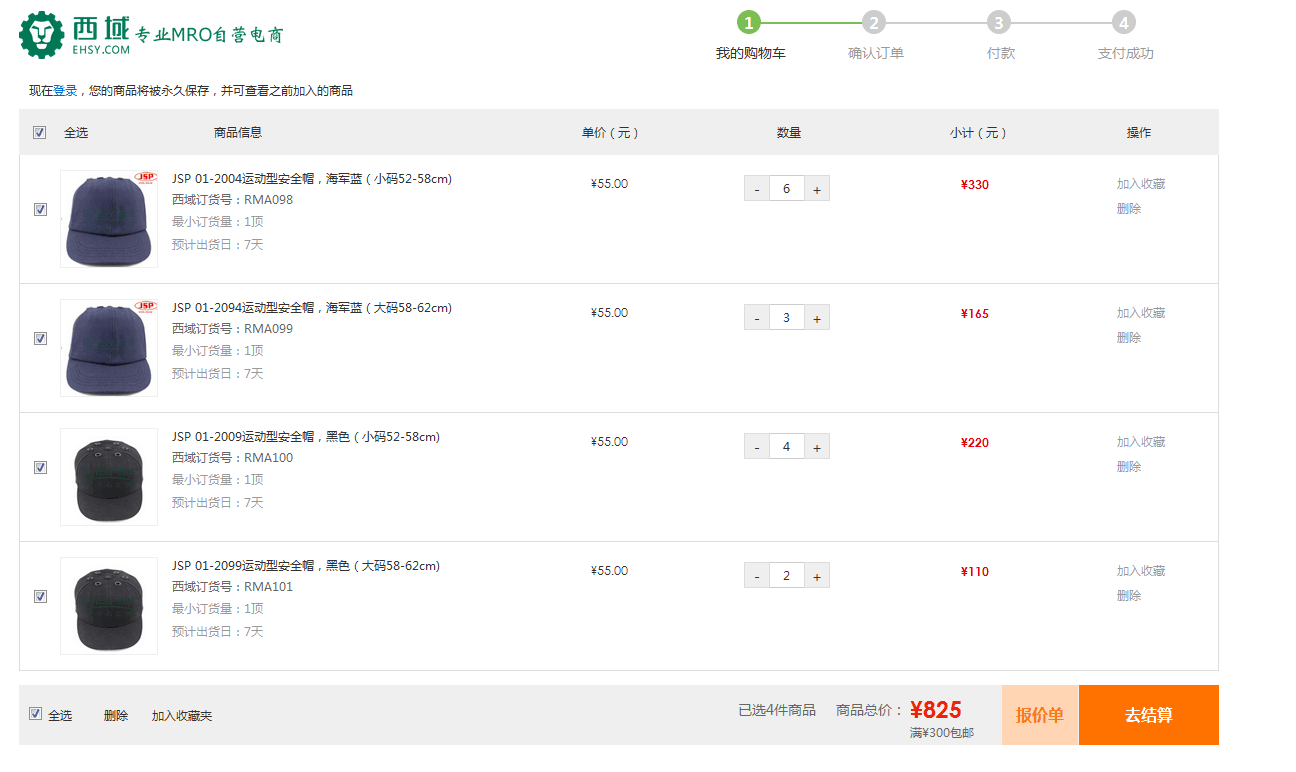 西域 专业MRO自营电商
EHSY.COM
1 2 3 4
我的购物车 确认订单 付款 支付成功
现在登录，您的商品将被永久保存，并可查看之前加入的商品
全选 商品信息 单价（元） 数量 小计（元） 操作
JSP
JSP 01-2004运动型安全帽，海军蓝（小码52-58cm)
¥55.00 - 6 + ¥330 加入收藏
西域订货号：RMA098
删除
最小订货量：1顶
预计出货日：7天
JSP
JSP 01-2094运动型安全帽，海军蓝（大码58-62cm)
¥55.00 - 3 + ¥165 加入收藏
西域订货号：RMA099
删除
最小订货量：1顶
预计出货日：7天
JSP 01-2009运动型安全帽，黑色（小码52-58cm)
¥55.00 - 4 + ¥220 加入收藏
西域订货号：RMA100
删除
最小订货量：1顶
预计出货日：7天
JSP 01-2099运动型安全帽，黑色（大码58-62cm)
¥55.00 - 2 + ¥110 加入收藏
西域订货号：RMA101
删除
最小订货量：1顶
预计出货日：7天
全选 删除 加入收藏夹 已选4件商品 商品总价：¥825 报价单 去结算
满¥300包邮